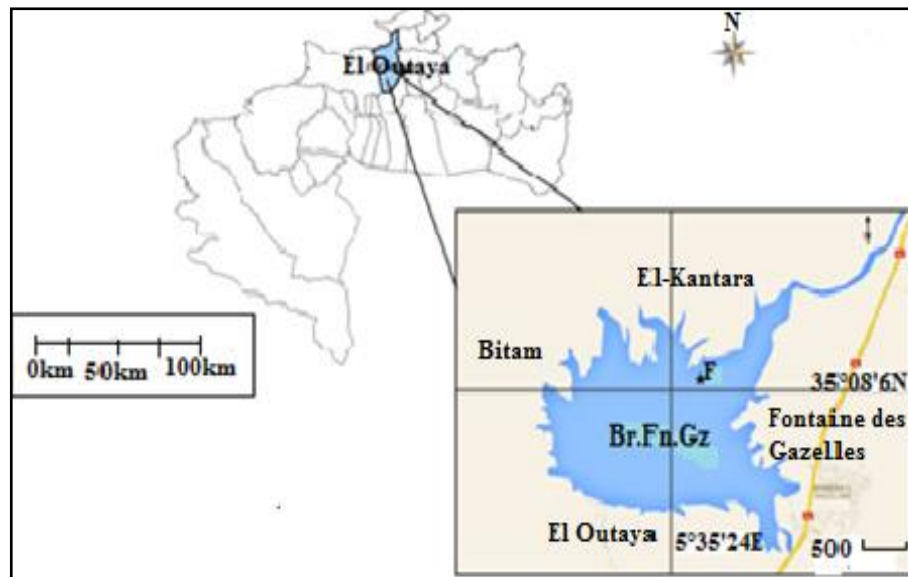 N
El Outaya
El-Kantara
Bitam
F
35°08'6N
0km 50km 100km
Fontaine des
Gazelles
Br.Fn.Gz
El Outaya
5°35'24E
500